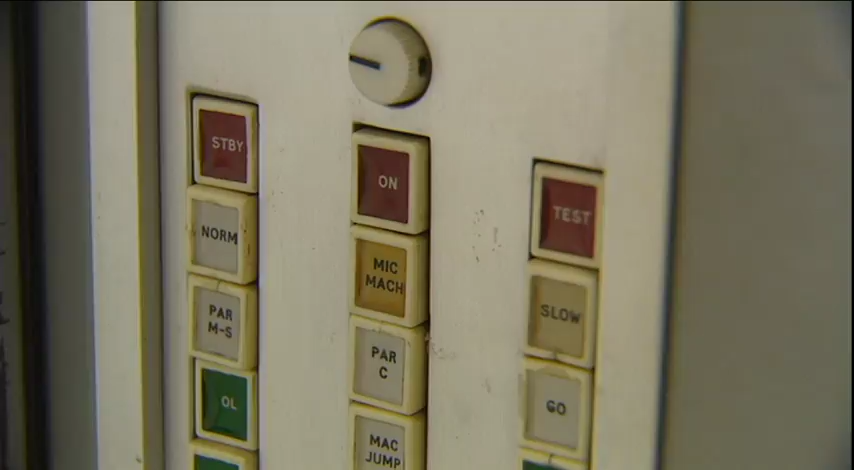 STBY
NORM
PAR
M-S
OL
ON
MIC
MACH
PAR
C
MAC
JUMP
TEST
SLOW
GO